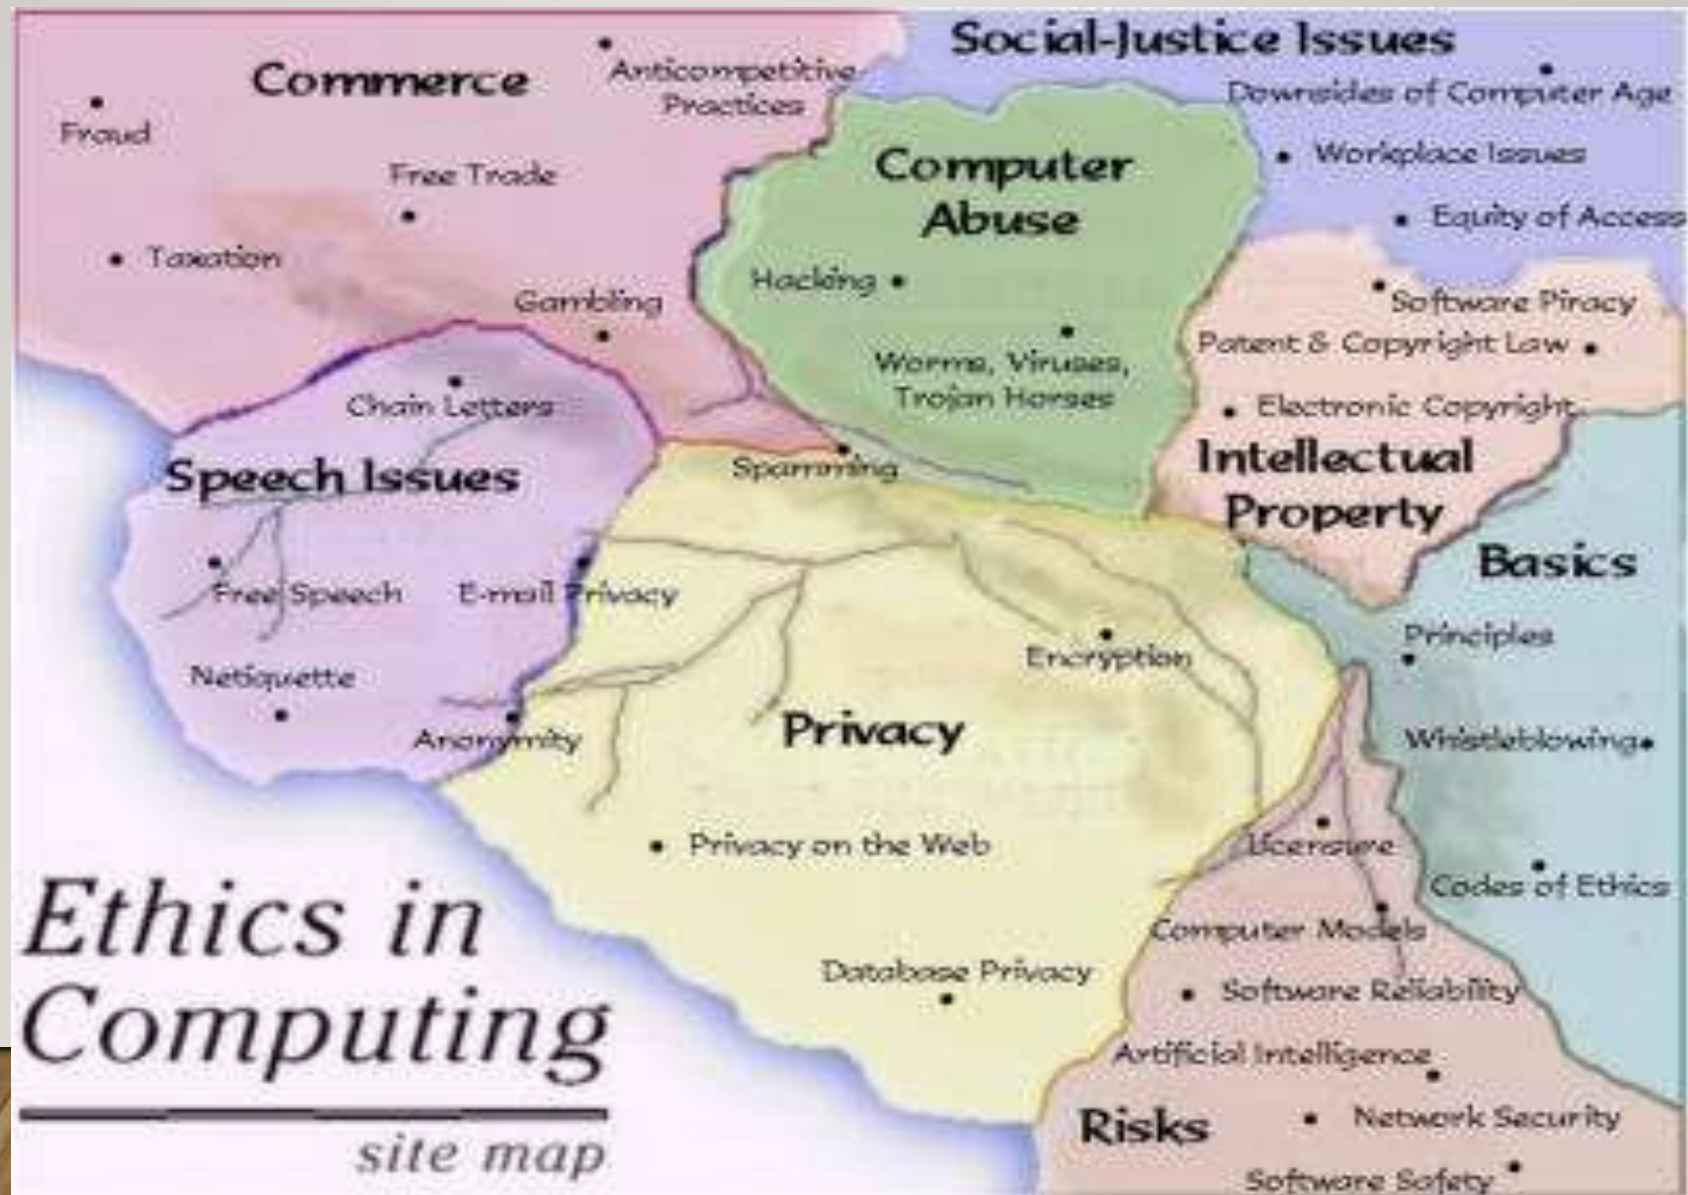 Social-Justice Issues
Commerce
Anticompetitive
Practices
Downsides of Computer Age
Fraud
Workplace Issues
Computer
Abuse
Free Trade
Equity of Access
Taxation
Hacking
Gambling
Software Piracy
Patent & Copyright Law
Worms, Viruses,
Trojan Horses
Chain Letters
Electronic Copyright
Intellectual
Property
Speech Issues
Spamming
Basics
Free Speech
E-mail Privacy
Principles
Encryption
Netiquette
Anonymity
Privacy
Whistleblowing
Privacy on the Web
Licensure
Codes of Ethics
Computer Models
Database Privacy
Software Reliability
Artificial Intelligence
Risks
Network Security
Software Safety
Ethics in
Computing
site map